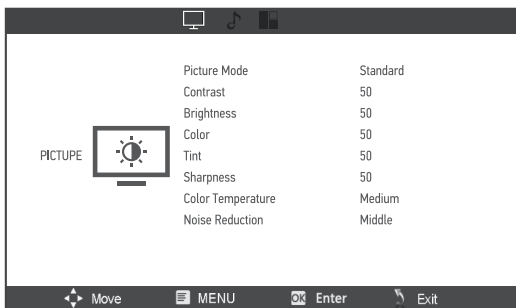 Picture Mode Standard
Contrast 50
Brightness 50
Color 50
PICTUPE
Tint 50
Sharpness 50
Color Temperature Medium
Noise Reduction Middle
Move MENU OK Enter Exit